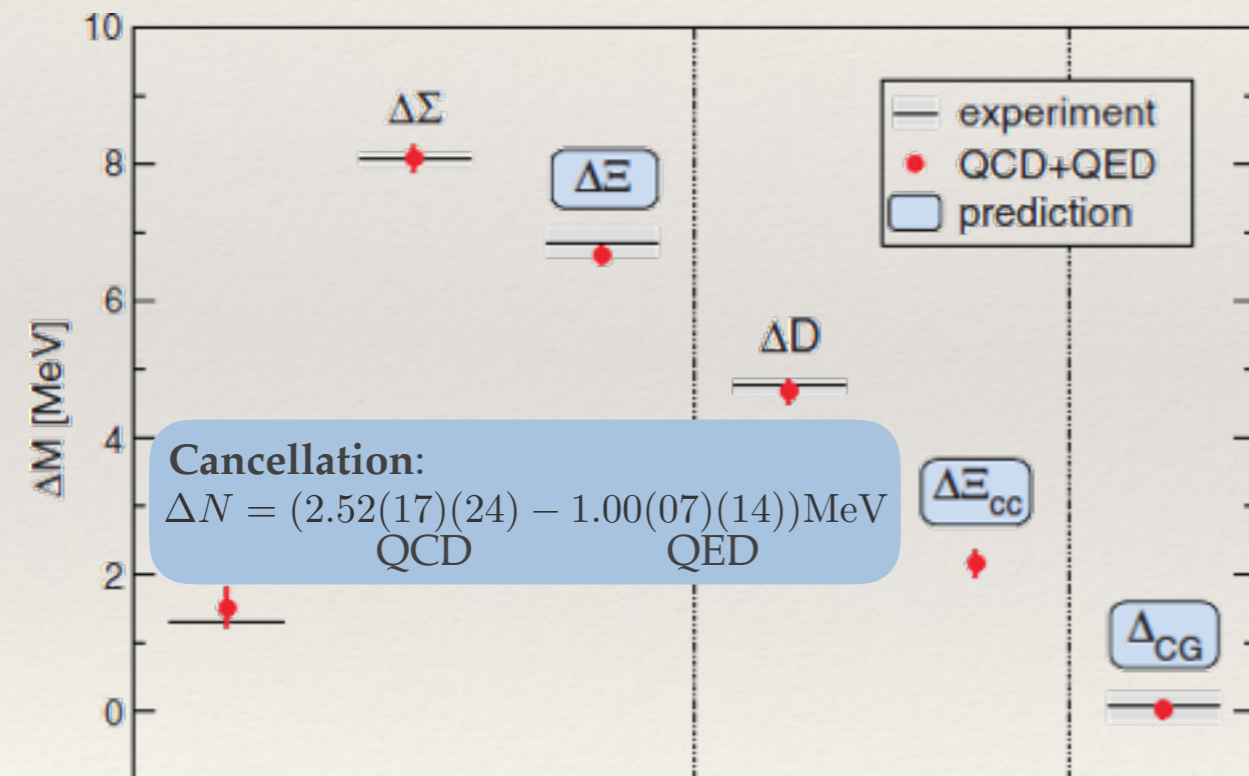 10
ΔΣ
experiment
QCD+QED
prediction
8
ΔΞ
6
ΔM [MeV]
ΔD
4
Cancellation:
ΔN = (2.52(17)(24) − 1.00(07)(14))MeV
QCD QED
ΔΞcc
2
ΔCG
0